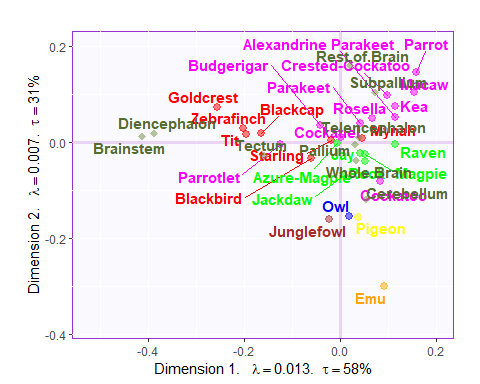 Alexandrine Parakeet Parrot
Rest of Brain
Budgerigar Crested-Cockatoo
Subpallium Macaw
Parakeet
Goldcrest
Blackcap Rosella Kea
Zebrafinch
Diencephalon Telencephalon
Cockatiel Mynah
Tit
Brainstem Tectum Pallium Raven
Starling Jay
Parrotlet Azure-Magpie Whole.Brain Magpie
Blackbird Jackdaw Cockatoo Cerebellum
Owl
Junglefowl Pigeon
Emu
0.2
0.0
-0.2
-0.4
-0.4 -0.2 0.0 0.2
Dimension 2. λ=0.007. τ=31%
Dimension 1. λ=0.013. τ=58%